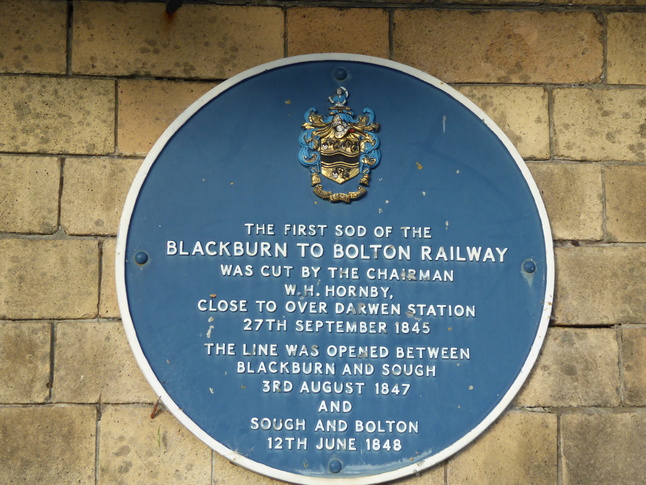 THE FIRST SOD OF THE
BLACKBURN TO BOLTON RAILWAY
WAS CUT BY THE CHAIRMAN
W.H. HORNBY,
CLOSE TO OVER DARWEN STATION
27TH SEPTEMBER 1845
THE LINE WAS OPENED BETWEEN
BLACKBURN AND SOUGH
3RD AUGUST 1847
AND
SOUGH AND BOLTON
12TH JUNE 1848